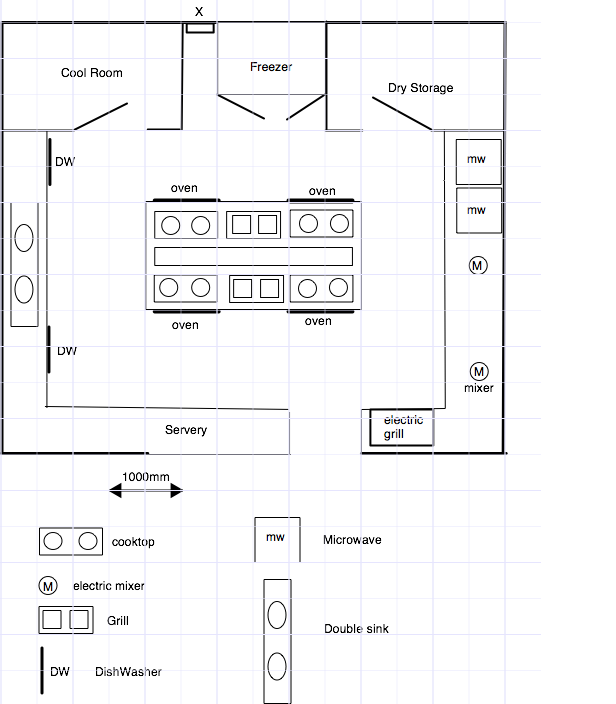 X
Cool Room
Freezer
Dry Storage
DW
mw
oven
oven
mw
M
oven
oven
DW
M
mixer
Servery
electric
grill
1000mm
cooktop
mw
Microwave
M
electric mixer
Grill
Double sink
DW
DishWasher